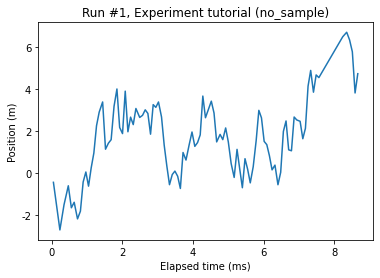 Run #1, Experiment tutorial (no_sample)
Position (m)
6
4
2
0
-2
0 2 4 6 8
Elapsed time (ms)